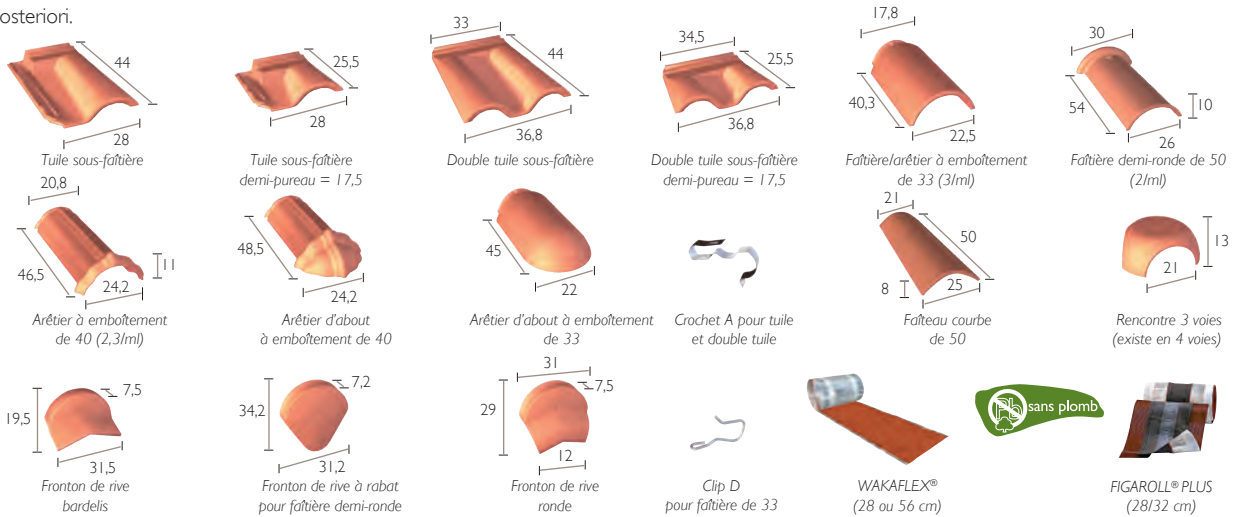 osteriori.
44
28
Tuile sous-faîtière
25,5
28
Tuile sous-faîtière
demi-pureau = 17,5
33
44
36,8
Double tuile sous-faîtière
34,5
25,5
36,8
Double tuile sous-faîtière
demi-pureau = 17,5
17,8
40,3
22,5
Faîtière/arêtier à emboîtement
de 33 (3/ml)
30
54
10
26
Faîtière demi-ronde de 50
(2/ml)
20,8
46,5
11
24,2
Arêtier à emboîtement
de 40 (2,3/ml)
48,5
24,2
Arêtier d'about
à emboîtement de 40
45
22
Arêtier d'about à emboîtement
de 33
Crochet A pour tuile
et double tuile
21
50
8
25
Faîteau courbe
de 50
13
21
Rencontre 3 voies
(existe en 4 voies)
7,5
19,5
31,5
Fronton de rive
bardelis
7,2
34,2
31,2
Fronton de rive à rabat
pour faîtière demi-ronde
31
7,5
29
12
Fronton de rive
ronde
Clip D
pour faîtière de 33
WAKAFLEX®
(28 ou 56 cm)
Pb
sans plomb
FIGAROLL® PLUS
(28/32 cm)